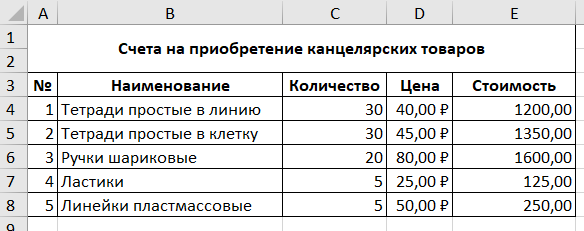 A B C D E
1
Счета на приобретение канцелярских товаров
2
3 № Наименование Количество Цена Стоимость
4 1 Тетради простые в линию 30 40,00 ₽ 1200,00
5 2 Тетради простые в клетку 30 45,00 ₽ 1350,00
6 3 Ручки шариковые 20 80,00 ₽ 1600,00
7 4 Ластики 5 25,00 ₽ 125,00
8 5 Линейки пластмассовые 5 50,00 ₽ 250,00
9